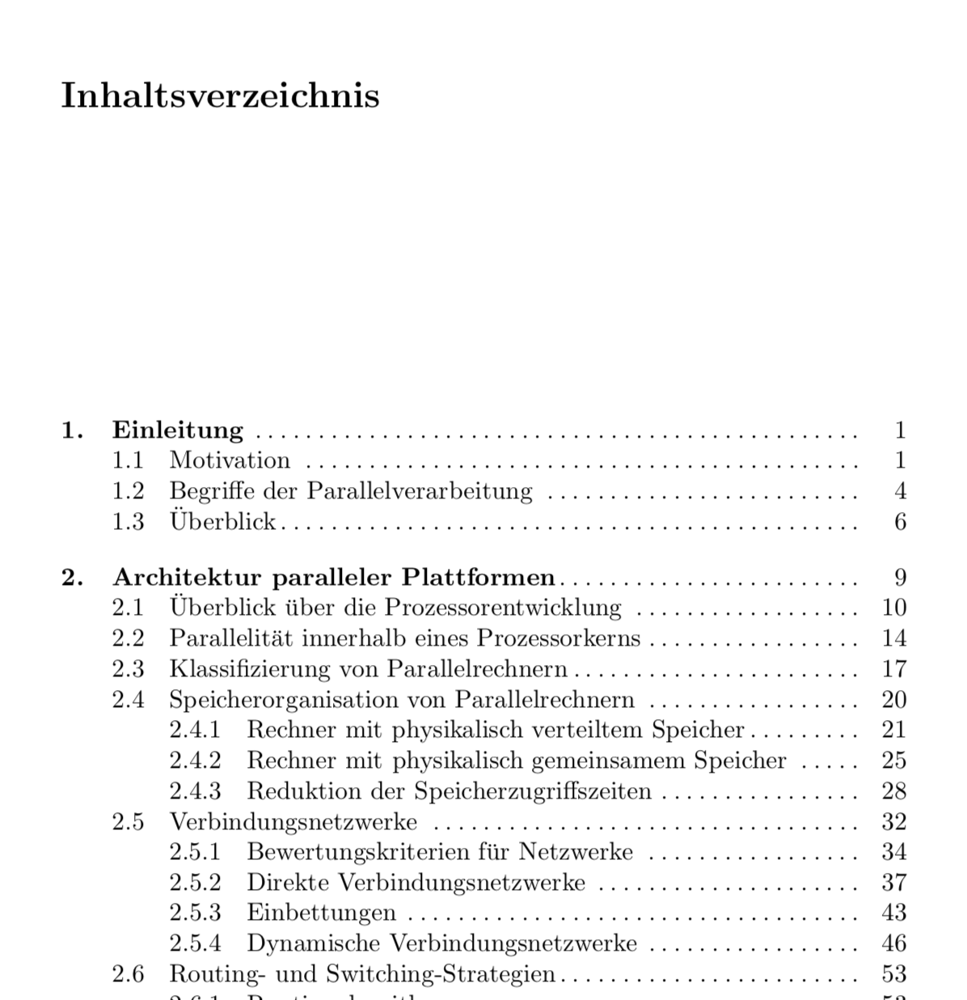 Inhaltsverzeichnis
1. Einleitung . . . . . . . . . . . . . . . . . . . . . . . . . . . . . . . . . . . . . . . . . . . . . . . . 1
1.1 Motivation . . . . . . . . . . . . . . . . . . . . . . . . . . . . . . . . . . . . . . . . . . . . 1
1.2 Begriffe der Parallelverarbeitung . . . . . . . . . . . . . . . . . . . . . . . . . 4
1.3 Überblick . . . . . . . . . . . . . . . . . . . . . . . . . . . . . . . . . . . . . . . . . . . . . . 6
2. Architektur paralleler Plattformen . . . . . . . . . . . . . . . . . . . . . . . . 9
2.1 Überblick über die Prozessorentwicklung . . . . . . . . . . . . . . . . . . 10
2.2 Parallelität innerhalb eines Prozessorkerns . . . . . . . . . . . . . . . . . 14
2.3 Klassifizierung von Parallelrechnern . . . . . . . . . . . . . . . . . . . . . . . 17
2.4 Speicherorganisation von Parallelrechnern . . . . . . . . . . . . . . . . . 20
2.4.1 Rechner mit physikalisch verteiltem Speicher . . . . . . . . . 21
2.4.2 Rechner mit physikalisch gemeinsamem Speicher . . . . . 25
2.4.3 Reduktion der Speicherzugriffszeiten . . . . . . . . . . . . . . . . 28
2.5 Verbindungsnetzwerke . . . . . . . . . . . . . . . . . . . . . . . . . . . . . . . . . . 32
2.5.1 Bewertungskriterien für Netzwerke . . . . . . . . . . . . . . . . . 34
2.5.2 Direkte Verbindungsnetzwerke . . . . . . . . . . . . . . . . . . . . . 37
2.5.3 Einbettungen . . . . . . . . . . . . . . . . . . . . . . . . . . . . . . . . . . . . 43
2.5.4 Dynamische Verbindungsnetzwerke . . . . . . . . . . . . . . . . . 46
2.6 Routing- und Switching-Strategien . . . . . . . . . . . . . . . . . . . . . . . . 53